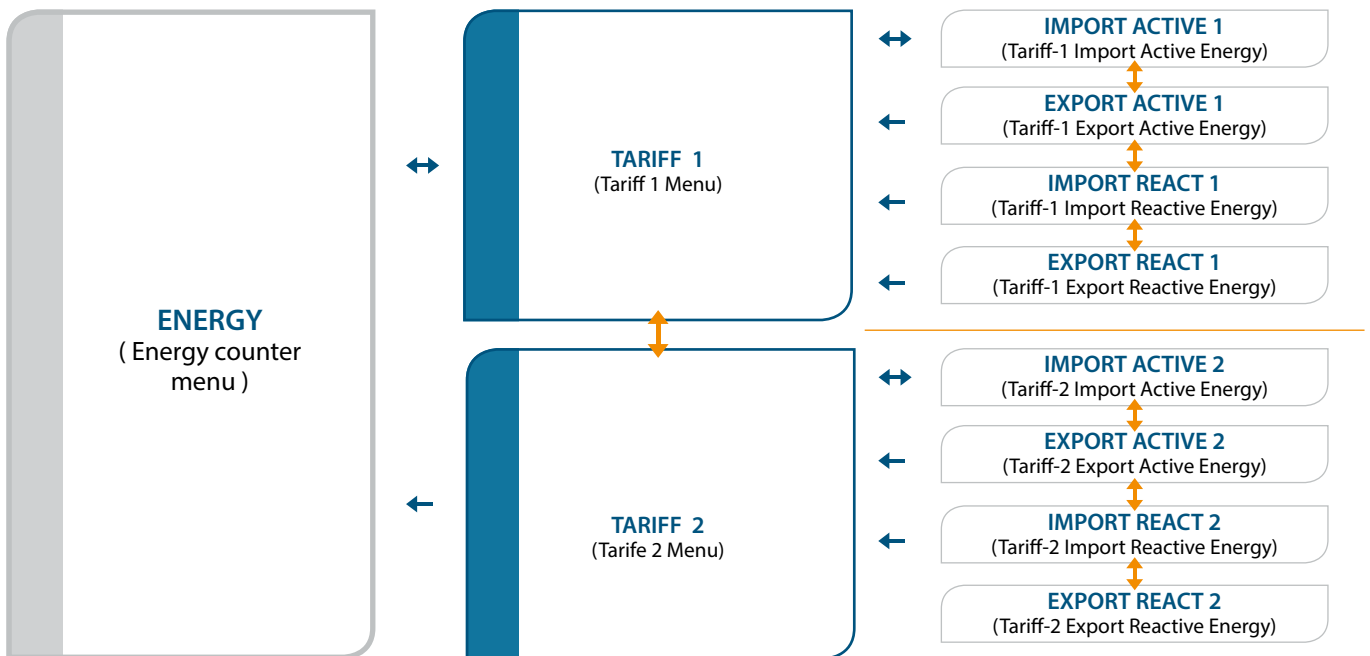 ENERGY
( Energy counter
menu )
TARIFF 1
(Tariff 1 Menu)
IMPORT ACTIVE 1
(Tariff-1 Import Active Energy)
EXPORT ACTIVE 1
(Tariff-1 Export Active Energy)
IMPORT REACT 1
(Tariff-1 Import Reactive Energy)
EXPORT REACT 1
(Tariff-1 Export Reactive Energy)
TARIFF 2
(Tarife 2 Menu)
IMPORT ACTIVE 2
(Tariff-2 Import Active Energy)
EXPORT ACTIVE 2
(Tariff-2 Export Active Energy)
IMPORT REACT 2
(Tariff-2 Import Reactive Energy)
EXPORT REACT 2
(Tariff-2 Export Reactive Energy)